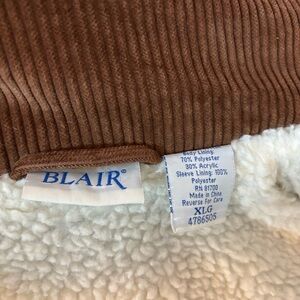 BLAIR®
Body Lining:
70% Polyester
30% Acrylic
Sleeve Lining: 100%
Polyester
RN 81700
Made in China
Reverse For Care
XLG
4786505